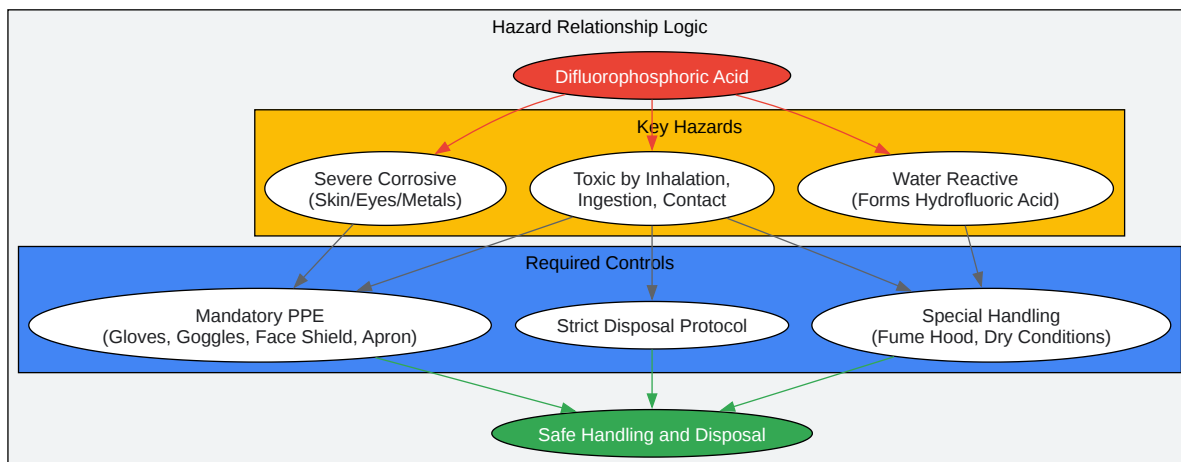 Hazard Relationship Logic
Difluorophosphoric Acid
Key Hazards
Severe Corrosive
(Skin/Eyes/Metals)
Toxic by Inhalation,
Ingestion, Contact
Water Reactive
(Forms Hydrofluoric Acid)
Required Controls
Mandatory PPE
(Gloves, Goggles, Face Shield, Apron)
Strict Disposal Protocol
Special Handling
(Fume Hood, Dry Conditions)
Safe Handling and Disposal